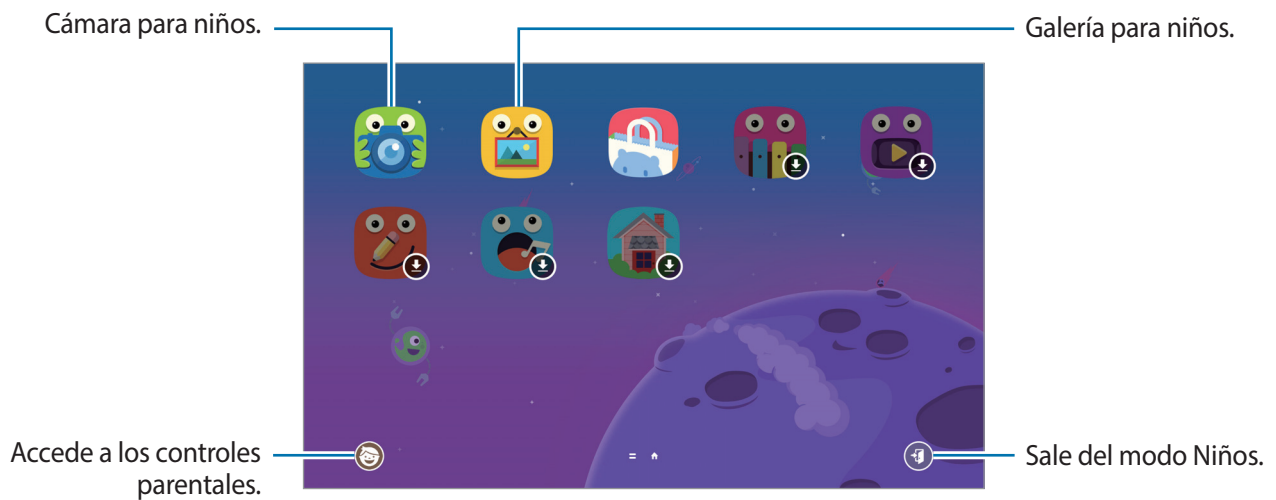 Cámara para niños.
Galería para niños.
Accede a los controles
parentales.
Sale del modo Niños.